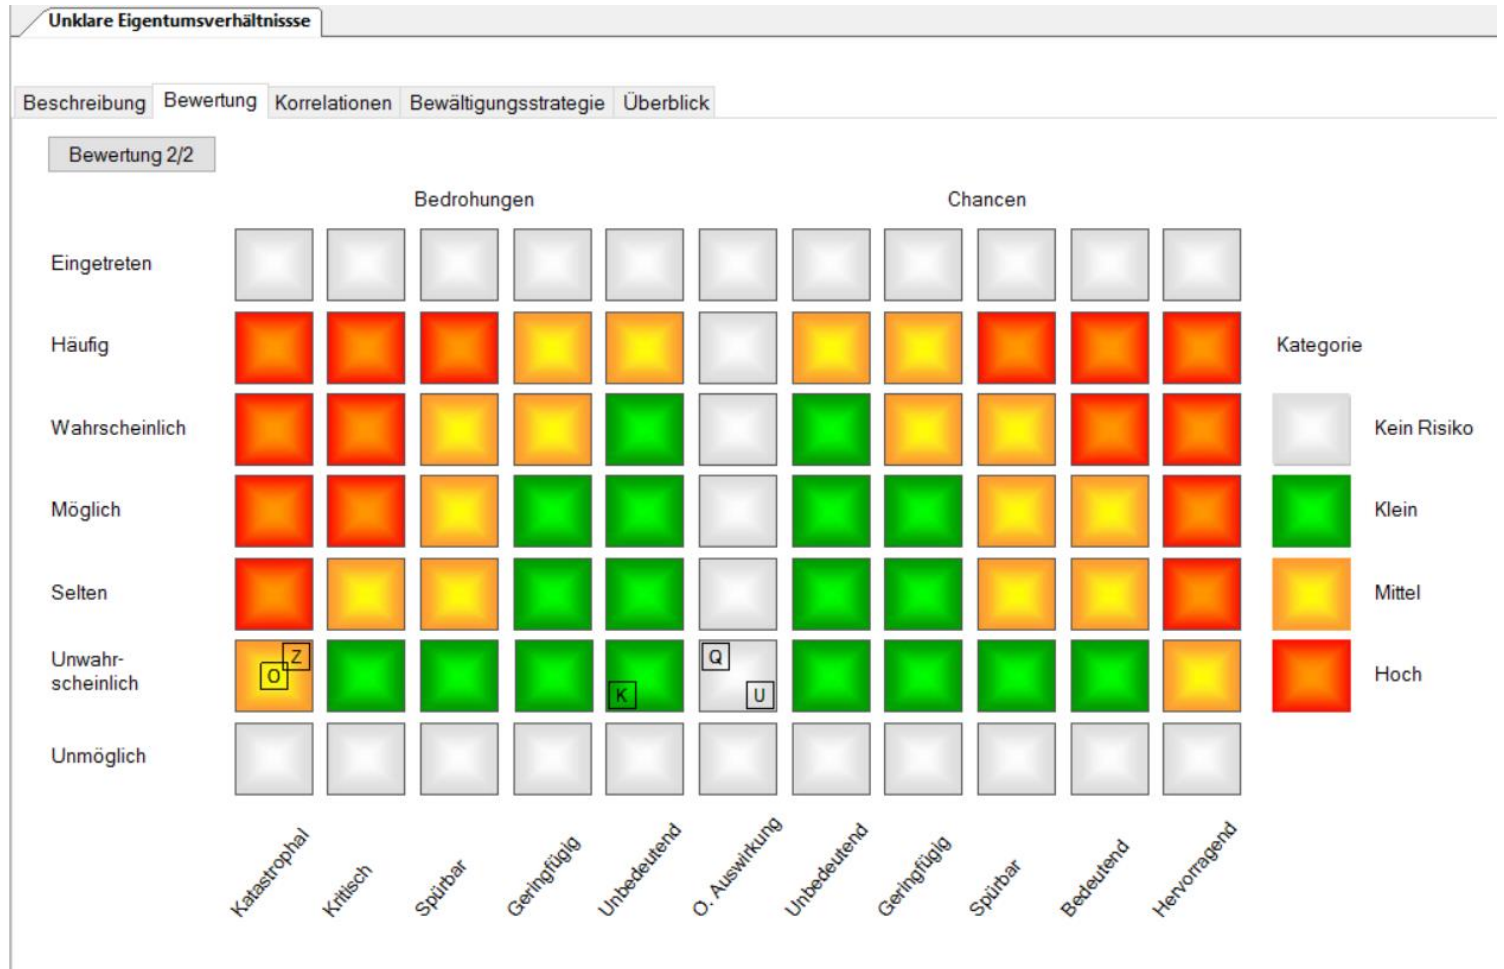 Unklare Eigentumsverhältnissse
Beschreibung Bewertung Korrelationen Bewältigungsstrategie Überblick
Bewertung 2/2
Bedrohungen Chancen
Eingetreten
Häufig
Kategorie
Wahrscheinlich
Kein Risiko
Möglich
Klein
Selten
Mittel
Unwahr-
scheinlich
Z
O
K
Q
U
Hoch
Unmöglich
Katastrophal
Kritisch
Spürbar
Geringfügig
Unbedeutend
O. Auswirkung
Unbedeutend
Geringfügig
Spürbar
Bedeutend
Hervorragend